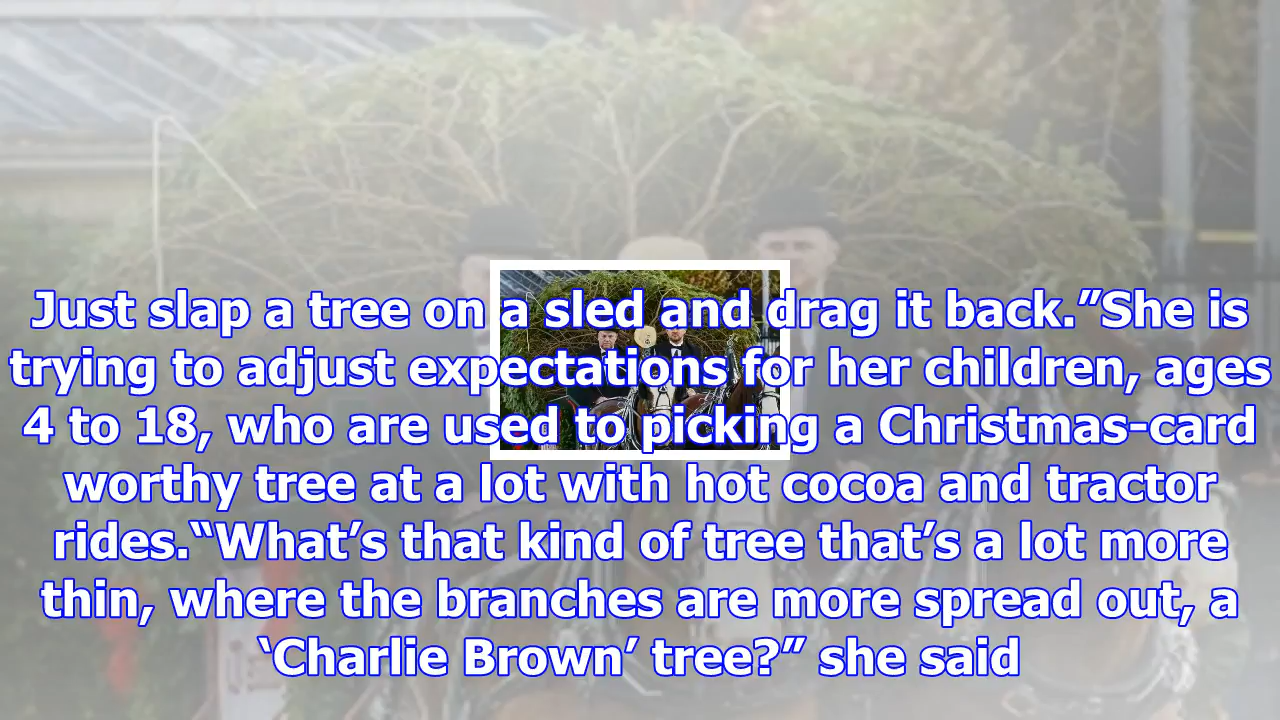 Just slap a tree on a sled and drag it back.”She is
trying to adjust expectations for her children, ages
4 to 18, who are used to picking a Christmas-card
worthy tree at a lot with hot cocoa and tractor
rides.“What’s that kind of tree that’s a lot more
thin, where the branches are more spread out, a
‘Charlie Brown’ tree?” she said